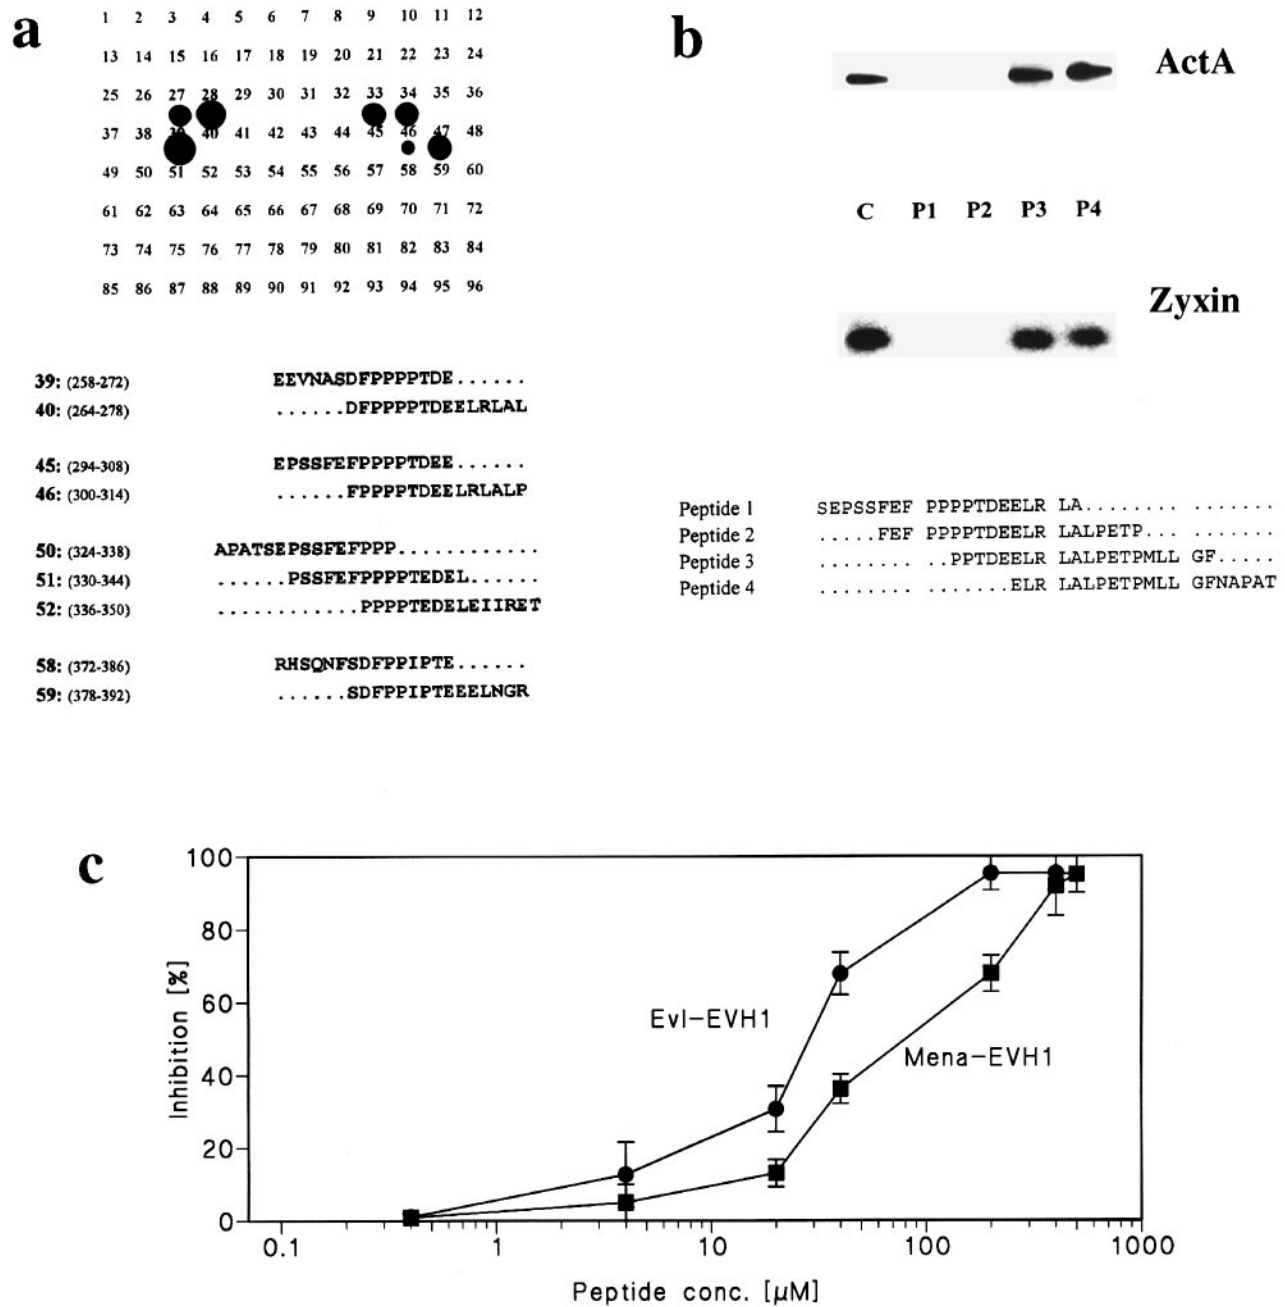 a
1 2 3 4 5 6 7 8 9 10 11 12
13 14 15 16 17 18 19 20 21 22 23 24
25 26 27 28 29 30 31 32 33 34 35 36
37 38 39 40 41 42 43 44 45 46 47 48
49 50 51 52 53 54 55 56 57 58 59 60
61 62 63 64 65 66 67 68 69 70 71 72
73 74 75 76 77 78 79 80 81 82 83 84
85 86 87 88 89 90 91 92 93 94 95 96
39: (258-272) EEVNASDFPPPPTDE......
40: (264-278) ......DFPPPPTDEELRLAL
45: (294-308) EPSSFEFPPPPTDEE......
46: (300-314) ......FPPPPTDEELRLALP
50: (324-338) APATSEPSSFEFPPP............
51: (330-344) ......PSSFEFPPPPTEDEL......
52: (336-350) ............PPPPTEDELEIIRET
58: (372-386) RHSQNFSDFPPIPTE......
59: (378-392) ......SDFPPIPTEEELNGR
b
ActA
C P1 P2 P3 P4
Zyxin
Peptide 1 SEPSSFEF PPPPTDEELR LA........ .......
Peptide 2 .....FEF PPPPTDEELR LALPETP... .......
Peptide 3 ........ ..PPTDEELR LALPETPMLL GF.....
Peptide 4 ........ .......ELR LALPETPMLL GFNAPAT
c
100
80
60
40
20
0
Inhibition [%]
Evl-EVH1
Mena-EVH1
0.1 1 10 100 1000
Peptide conc. [µM]